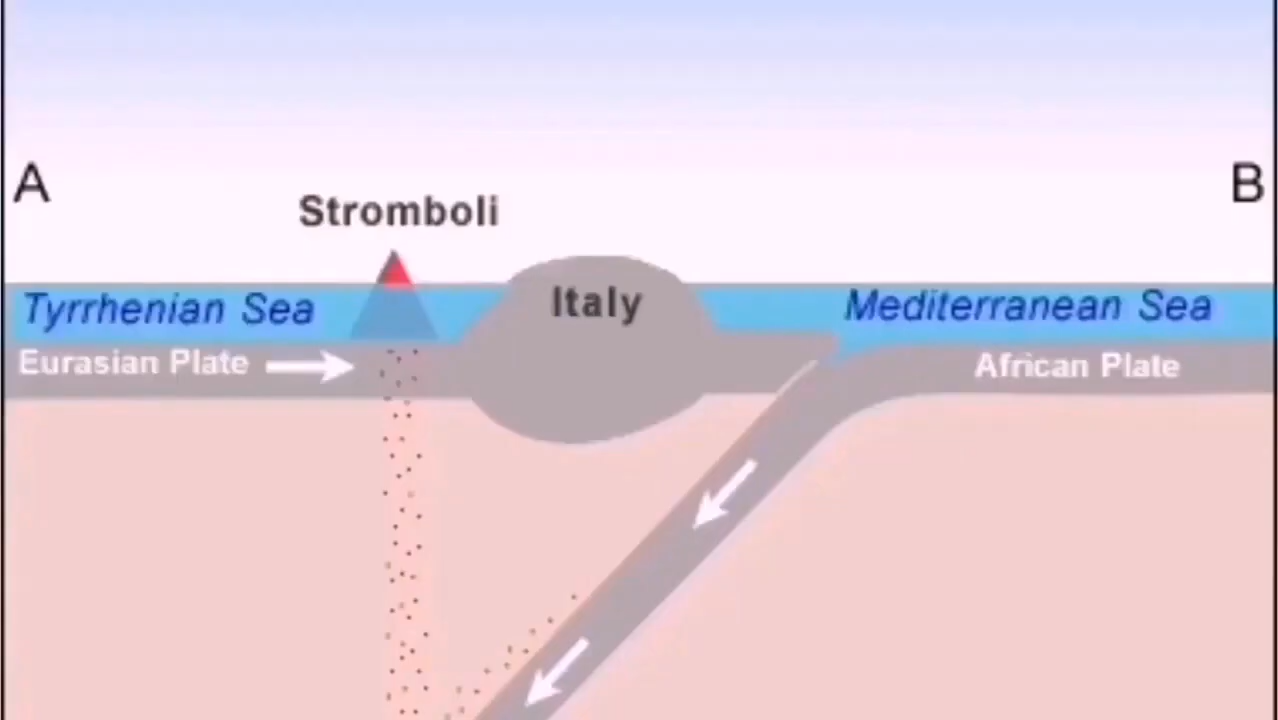 A
B
Stromboli
Tyrrhenian Sea
Italy
Mediterranean Sea
Eurasian Plate
African Plate